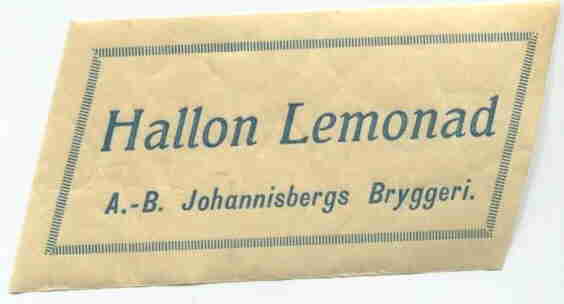 Hallon Lemonad
A.-B. Johannisbergs Bryggeri.